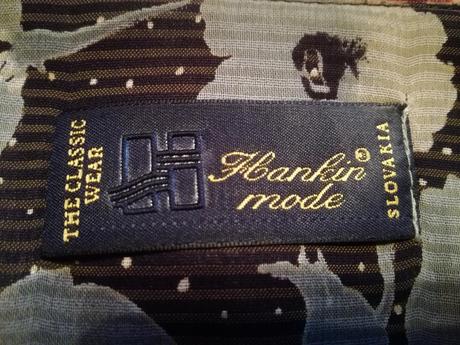 THE CLASSIC
WEAR
Hankin®
mode
SLOVAKIA